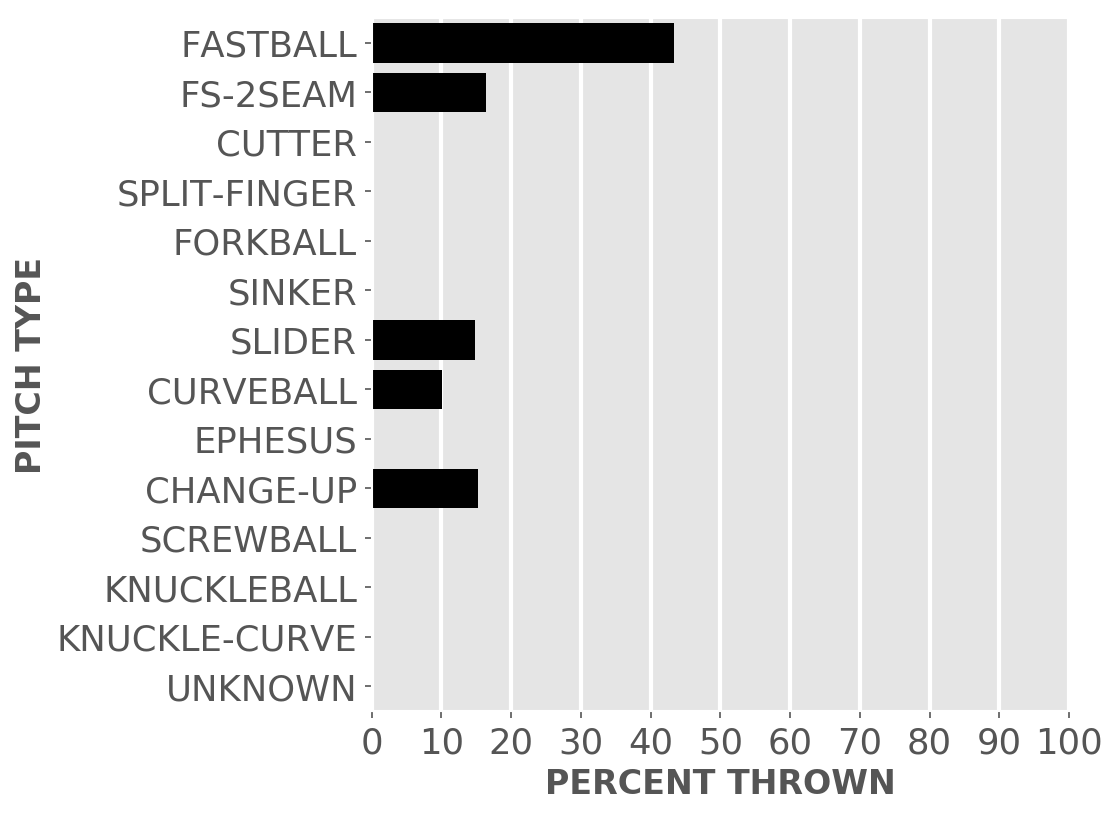 FASTBALL
FS-2SEAM
CUTTER
SPLIT-FINGER
FORKBALL
SINKER
SLIDER
CURVEBALL
EPHESUS
CHANGE-UP
SCREWBALL
KNUCKLEBALL
KNUCKLE-CURVE
UNKNOWN
PITCH TYPE
0 10 20 30 40 50 60 70 80 90 100
PERCENT THROWN